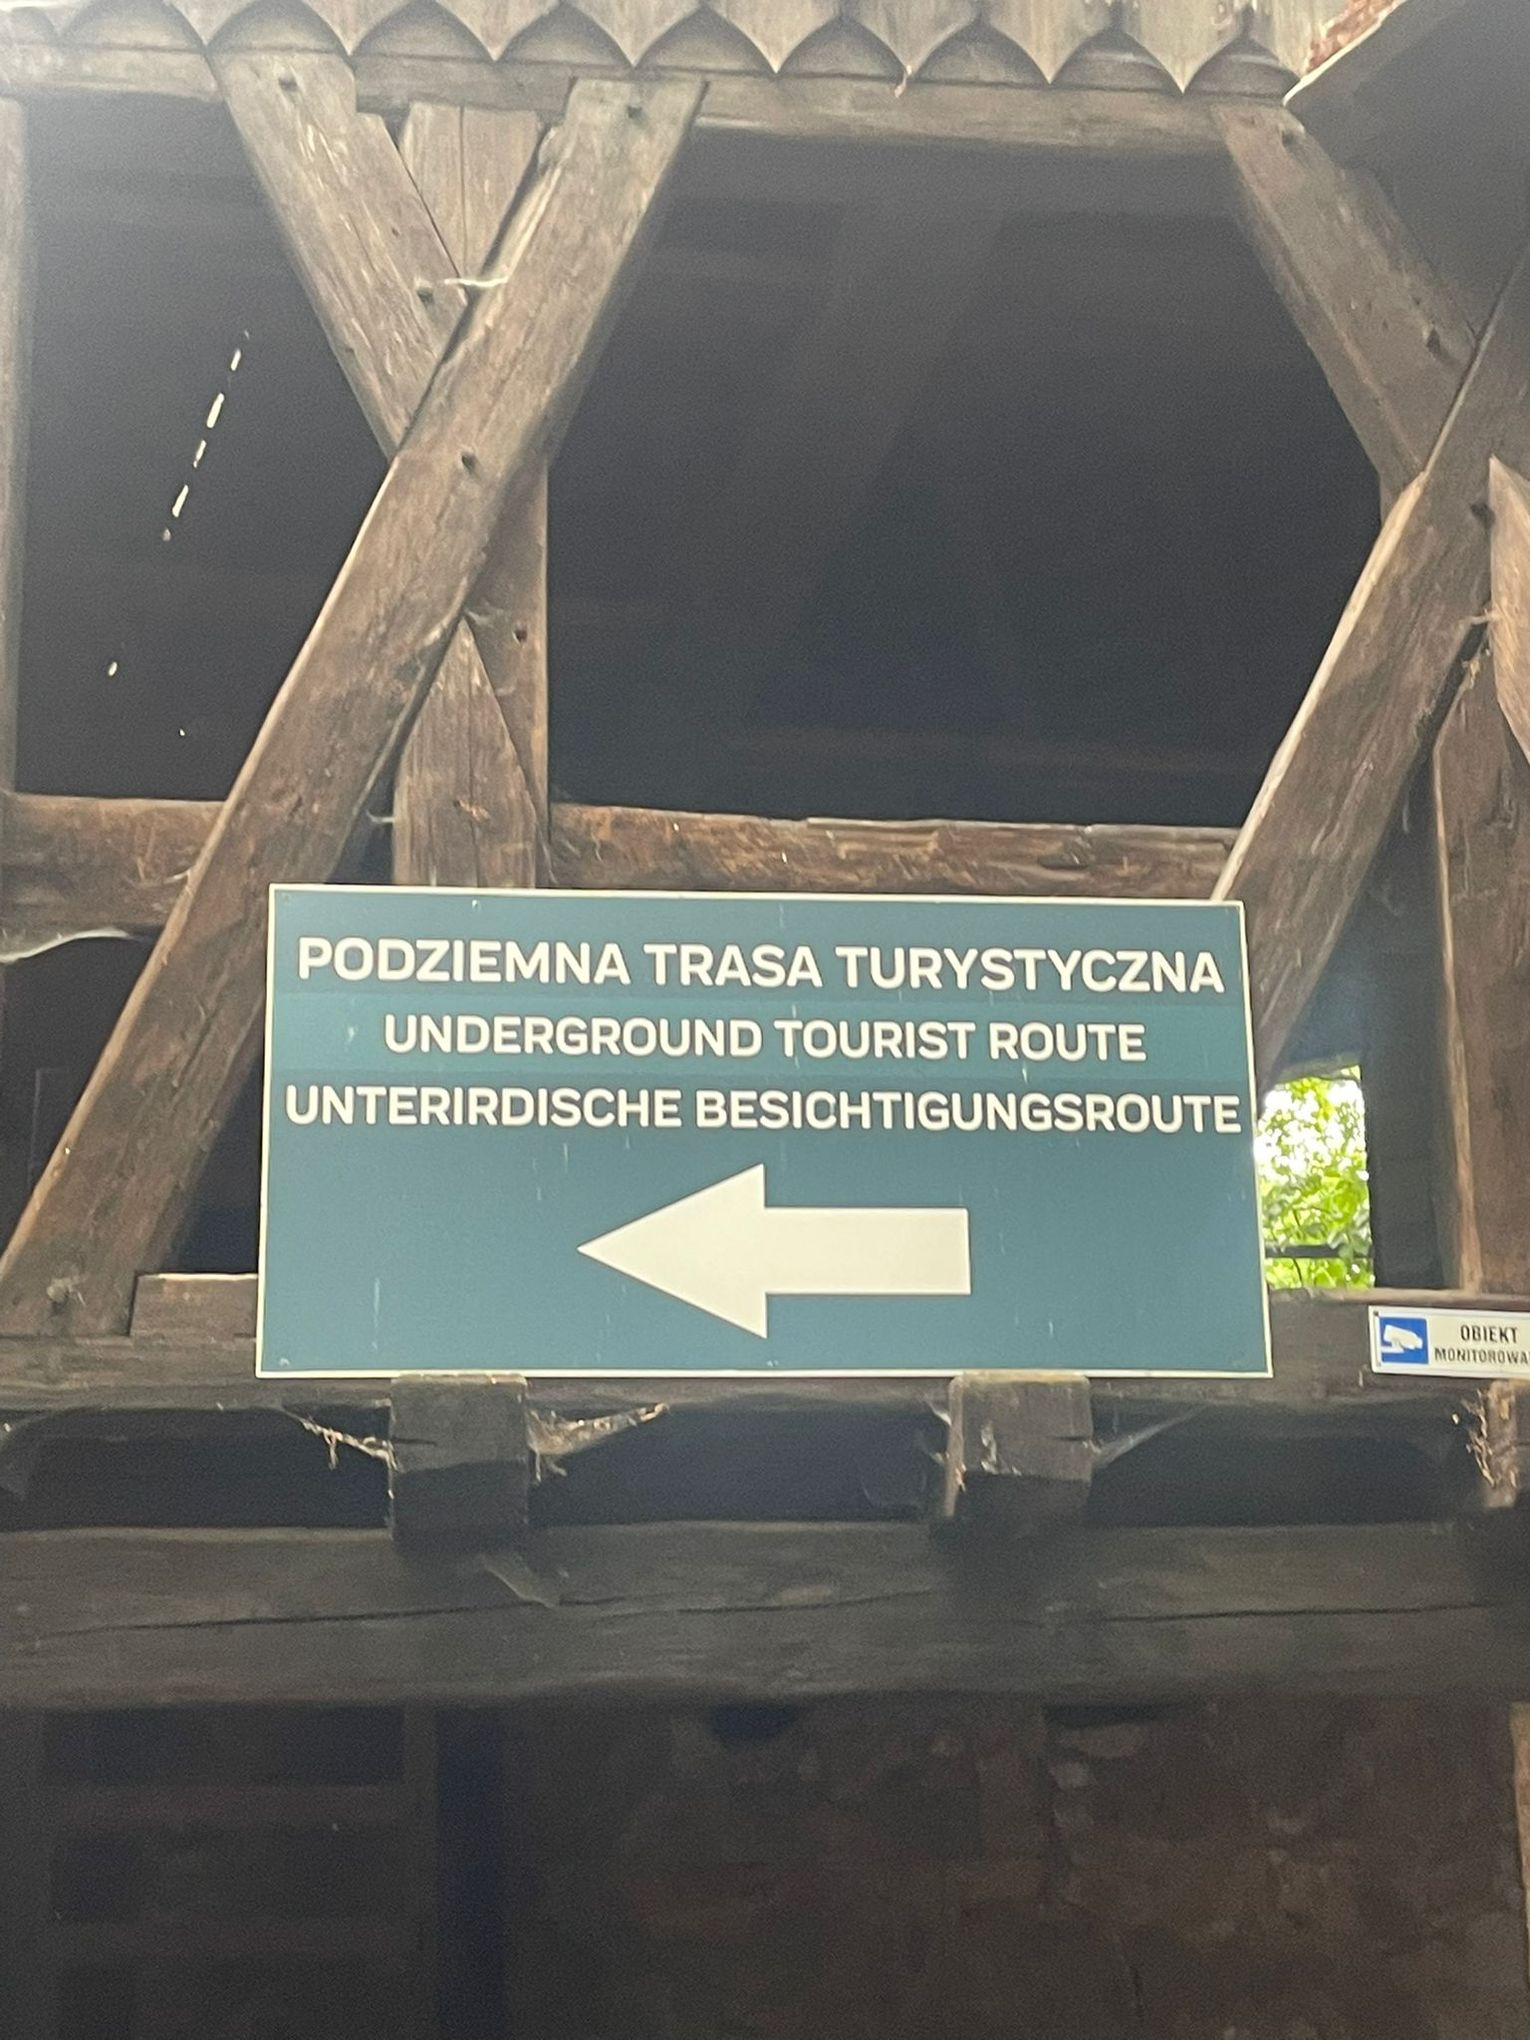 PODZIEMNA TRASA TURYSTYCZNA
UNDERGROUND TOURIST ROUTE
UNTERIRDISCHE BESICHTIGUNGSROUTE
OBIEKT